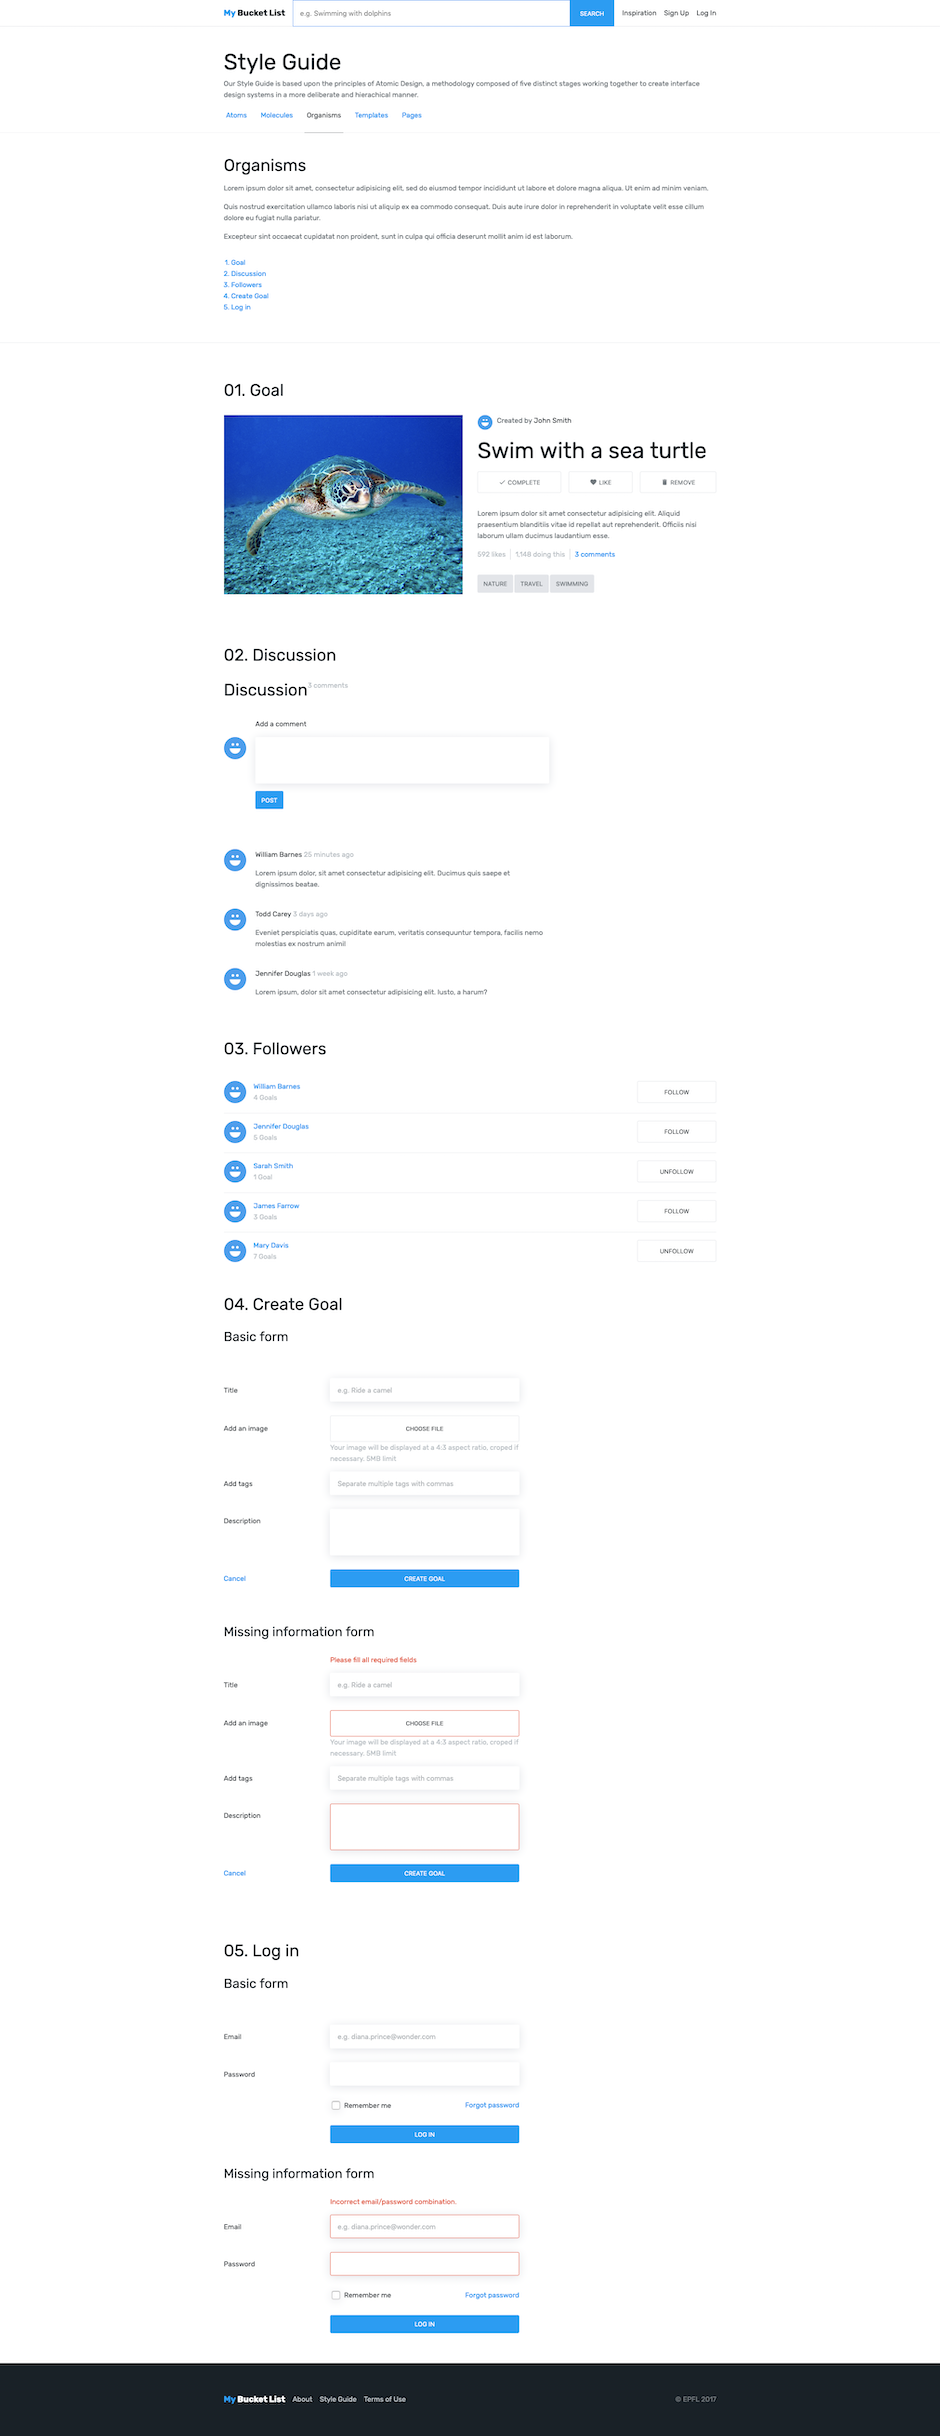 My Bucket List
e.g. Swimming with dolphins
SEARCH
Inspiration Sign Up Log In
Style Guide
Our Style Guide is based upon the principles of Atomic Design, a methodology composed of five distinct stages working together to create interface
design systems in a more deliberate and hierachical manner.
Atoms Molecules Organisms Templates Pages
Organisms
Lorem ipsum dolor sit amet, consectetur adipisicing elit, sed do eiusmod tempor incididunt ut labore et dolore magna aliqua. Ut enim ad minim veniam.
Quis nostrud exercitation ullamco laboris nisi ut aliquip ex ea commodo consequat. Duis aute irure dolor in reprehenderit in voluptate velit esse cillum
dolore eu fugiat nulla pariatur.
Excepteur sint occaecat cupidatat non proident, sunt in culpa qui officia deserunt mollit anim id est laborum.
1. Goal
2. Discussion
3. Followers
4. Create Goal
5. Log in
01. Goal
Created by John Smith
Swim with a sea turtle
COMPLETE LIKE REMOVE
Lorem ipsum dolor sit amet consectetur adipisicing elit. Aliquid
praesentium blanditiis vitae id repellat aut reprehenderit. Officiis nisi
laborum ullam ducimus laudantium esse.
592 likes 1,148 doing this 3 comments
NATURE TRAVEL SWIMMING
02. Discussion
Discussion 3 comments
Add a comment
POST
William Barnes 25 minutes ago
Lorem ipsum dolor, sit amet consectetur adipisicing elit. Ducimus quis saepe et
dignissimos beatae.
Todd Carey 3 days ago
Eveniet perspiciatis quas, cupiditate earum, veritatis consequuntur tempora, facilis nemo
molestias ex nostrum animi!
Jennifer Douglas 1 week ago
Lorem ipsum, dolor sit amet consectetur adipisicing elit. Iusto, a harum?
03. Followers
William Barnes
4 Goals
FOLLOW
Jennifer Douglas
5 Goals
FOLLOW
Sarah Smith
1 Goal
UNFOLLOW
James Farrow
3 Goals
FOLLOW
Mary Davis
7 Goals
UNFOLLOW
04. Create Goal
Basic form
Title
e.g. Ride a camel
Add an image
CHOOSE FILE
Your image will be displayed at a 4:3 aspect ratio, croped if
necessary. 5MB limit
Add tags
Separate multiple tags with commas
Description
Cancel
CREATE GOAL
Missing information form
Please fill all required fields
Title
e.g. Ride a camel
Add an image
CHOOSE FILE
Your image will be displayed at a 4:3 aspect ratio, croped if
necessary. 5MB limit
Add tags
Separate multiple tags with commas
Description
Cancel
CREATE GOAL
05. Log in
Basic form
Email
e.g. diana.prince@wonder.com
Password
Remember me
Forgot password
LOG IN
Missing information form
Incorrect email/password combination.
Email
e.g. diana.prince@wonder.com
Password
Remember me
Forgot password
LOG IN
My Bucket List About Style Guide Terms of Use
© EPFL 2017